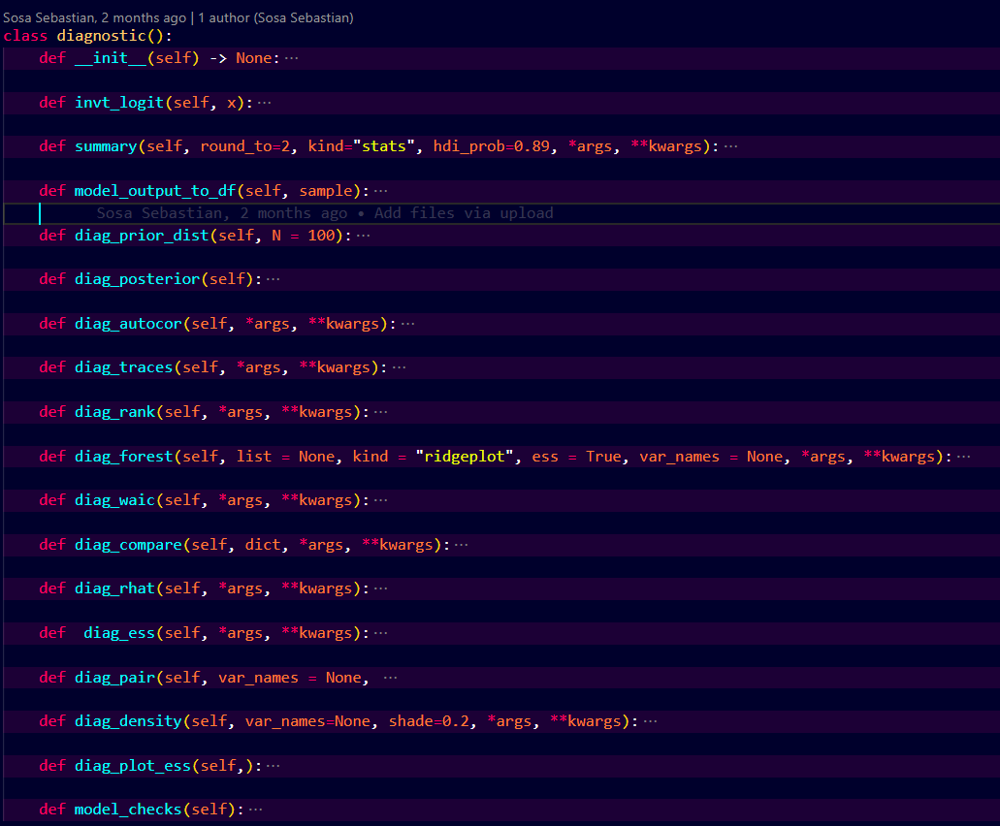 Sosa Sebastian, 2 months ago | 1 author (Sosa Sebastian)
class diagnostic():
    def __init__(self) -> None: ···
    def invt_logit(self, x): ···
    def summary(self, round_to=2, kind="stats", hdi_prob=0.89, *args, **kwargs): ···
    def model_output_to_df(self, sample): ···
Sosa Sebastian, 2 months ago • Add files via upload
    def diag_prior_dist(self, N = 100): ···
    def diag_posterior(self): ···
    def diag_autocor(self, *args, **kwargs): ···
    def diag_traces(self, *args, **kwargs): ···
    def diag_rank(self, *args, **kwargs): ···
    def diag_forest(self, list = None, kind = "ridgeplot", ess = True, var_names = None, *args, **kwargs): ···
    def diag_waic(self, *args, **kwargs): ···
    def diag_compare(self, dict, *args, **kwargs): ···
    def diag_rhat(self, *args, **kwargs): ···
    def  diag_ess(self, *args, **kwargs): ···
    def diag_pair(self, var_names = None, ···
    def diag_density(self, var_names=None, shade=0.2, *args, **kwargs): ···
    def diag_plot_ess(self,): ···
    def model_checks(self): ···